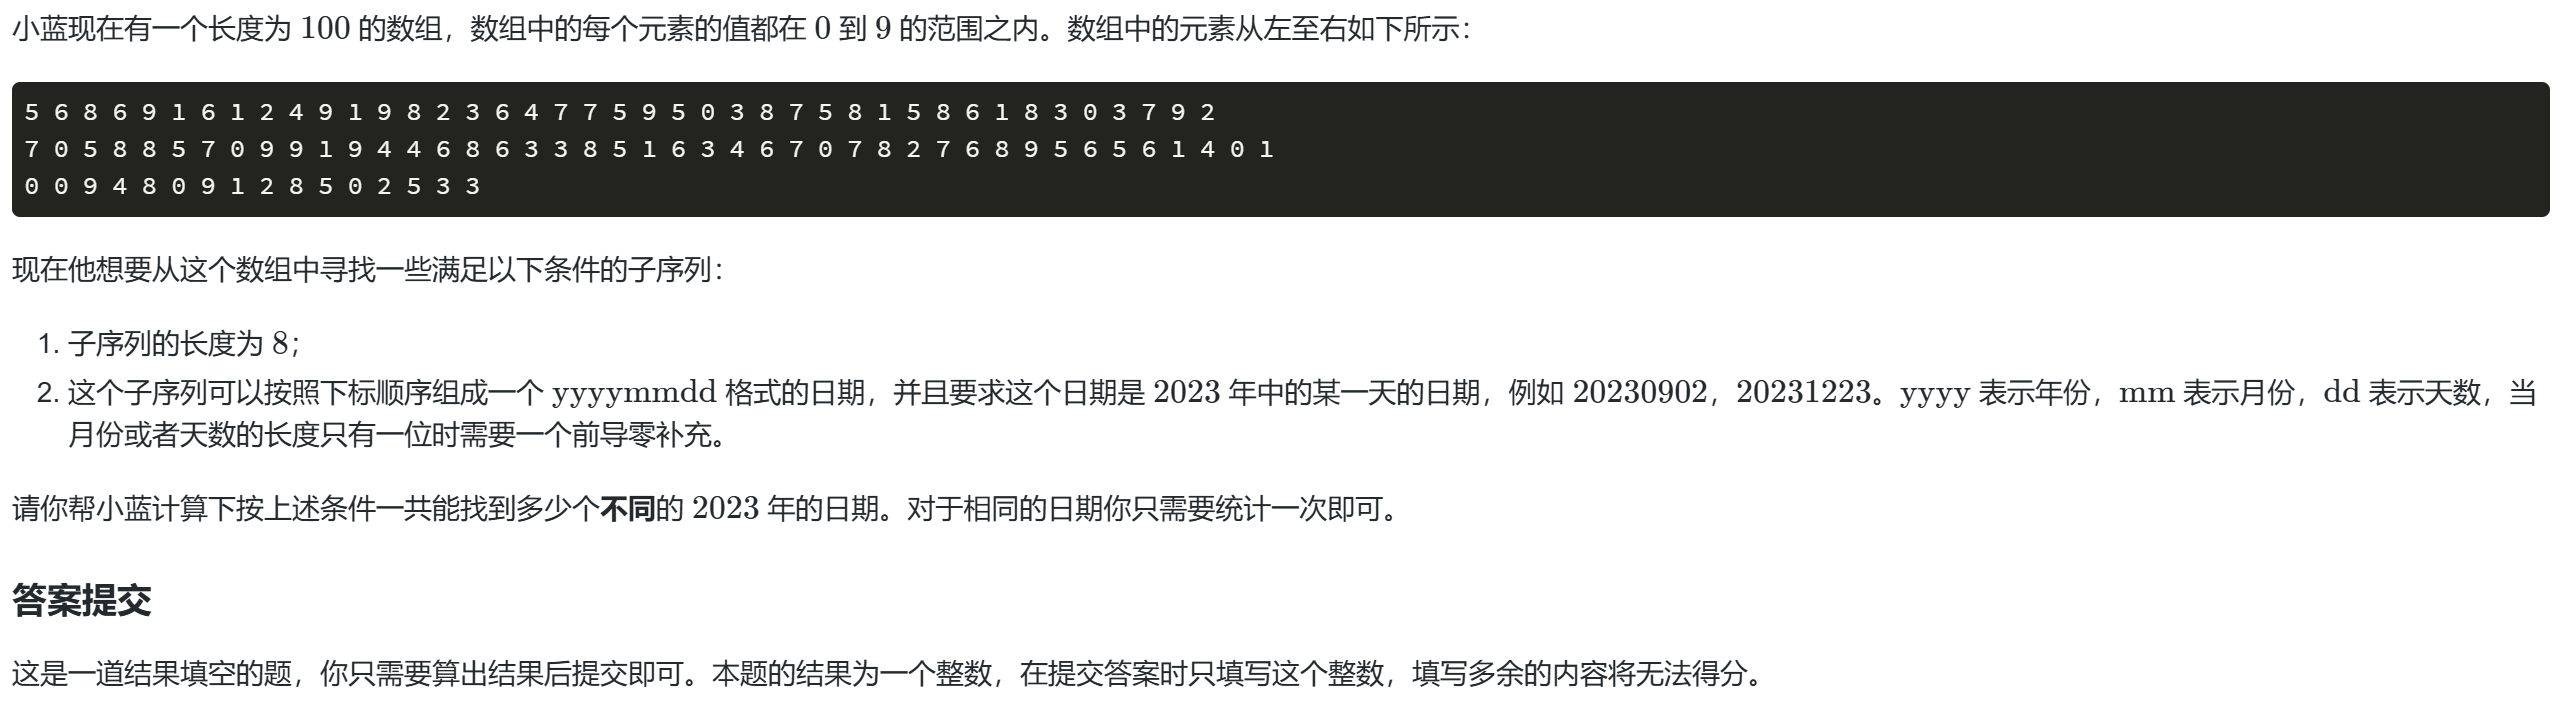 小蓝现在有一个长度为 100 的数组，数组中的每个元素的值都在 0 到 9 的范围之内。数组中的元素从左至右如下所示：
5 6 8 6 9 1 6 1 2 4 9 1 9 8 2 3 6 4 7 7 5 9 5 0 3 8 7 5 8 1 5 8 6 1 8 3 0 3 7 9 2
7 0 5 8 8 5 7 0 9 9 1 9 4 4 6 8 6 3 3 8 5 1 6 3 4 6 7 0 7 8 2 7 6 8 9 5 6 5 6 1 4 0 1
0 0 9 4 8 0 9 1 2 8 5 0 2 5 3 3
现在他想要从这个数组中寻找一些满足以下条件的子序列：
1. 子序列的长度为 8；
2. 这个子序列可以按照下标顺序组成一个 yyyymmdd 格式的日期，并且要求这个日期是 2023 年中的某一天的日期，例如 20230902，20231223。yyyy 表示年份，mm 表示月份，dd 表示天数，当
月份或者天数的长度只有一位时需要一个前导零补充。
请你帮小蓝计算下按上述条件一共能找到多少个不同的 2023 年的日期。对于相同的日期你只需要统计一次即可。
答案提交
这是一道结果填空的题，你只需要算出结果后提交即可。本题的结果为一个整数，在提交答案时只填写这个整数，填写多余的内容将无法得分。